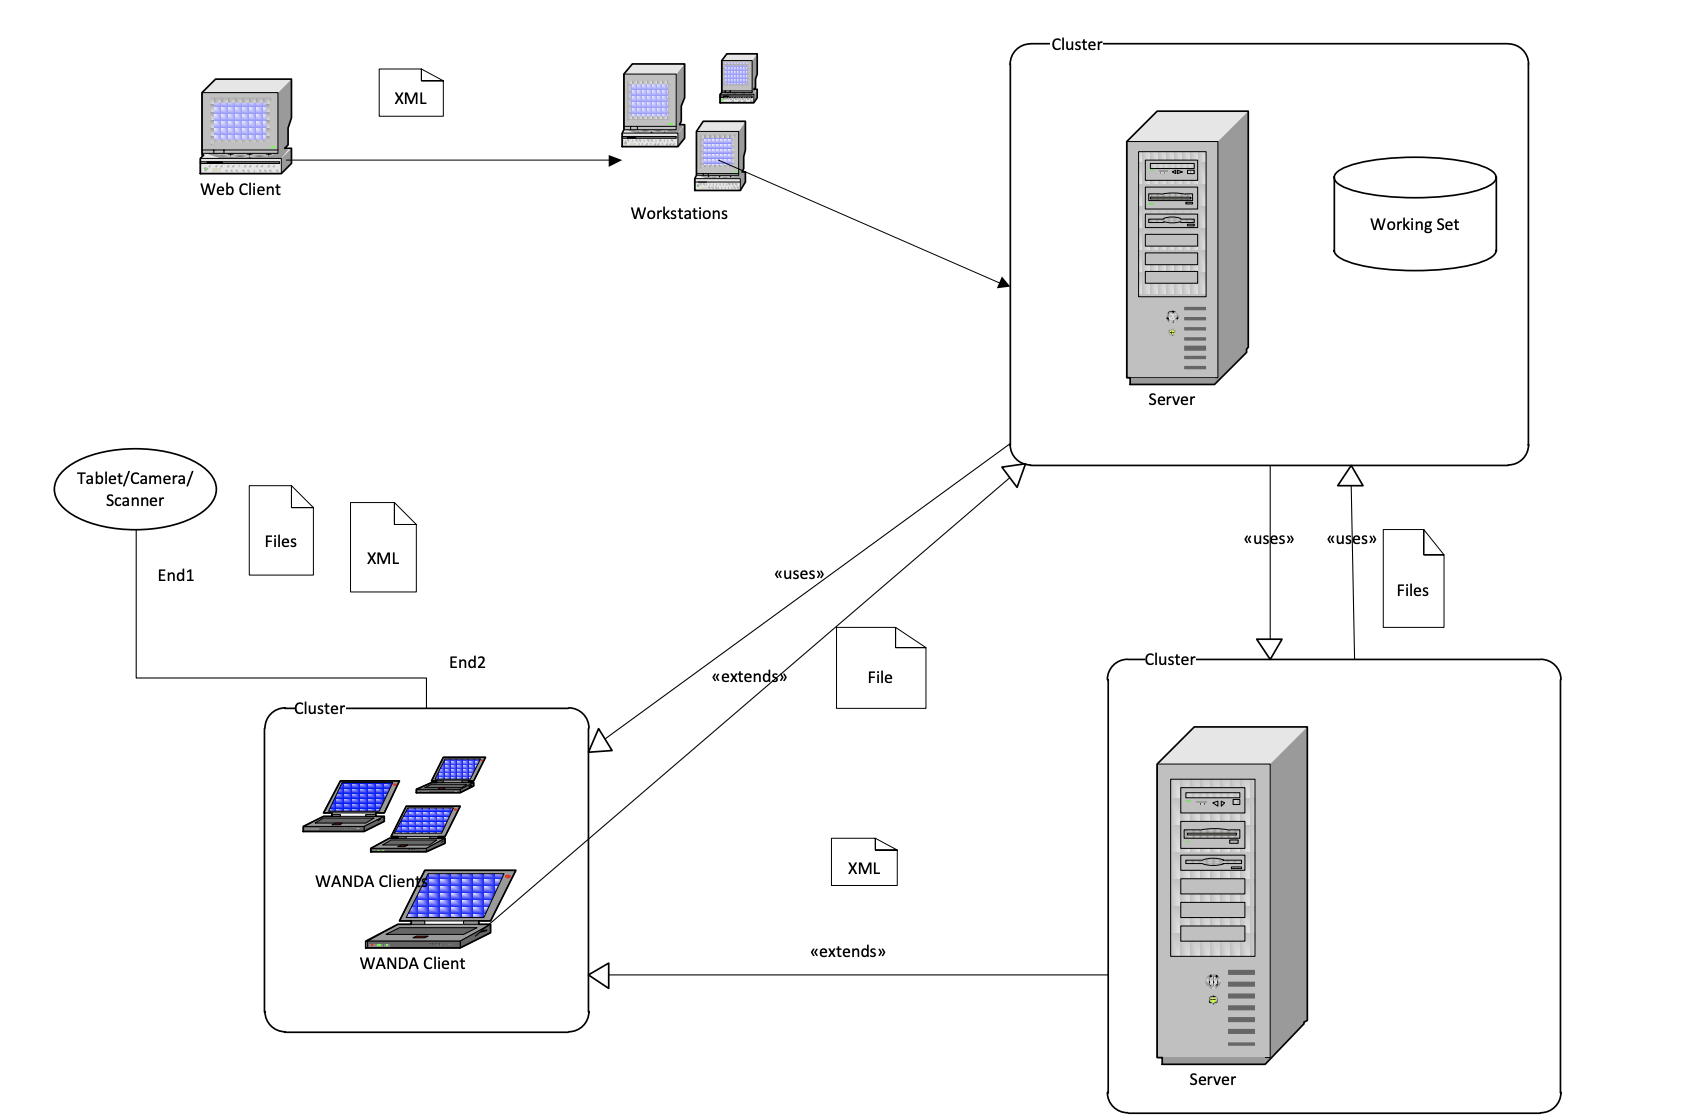 Cluster
XML
Web Client
Workstations
Working Set
Server
Tablet/Camera/
Scanner
Files
XML
End1
«uses»
«uses»
«uses»
Files
File
«extends»
End2
Cluster
Cluster
WANDA Clients
WANDA Client
XML
«extends»
Server